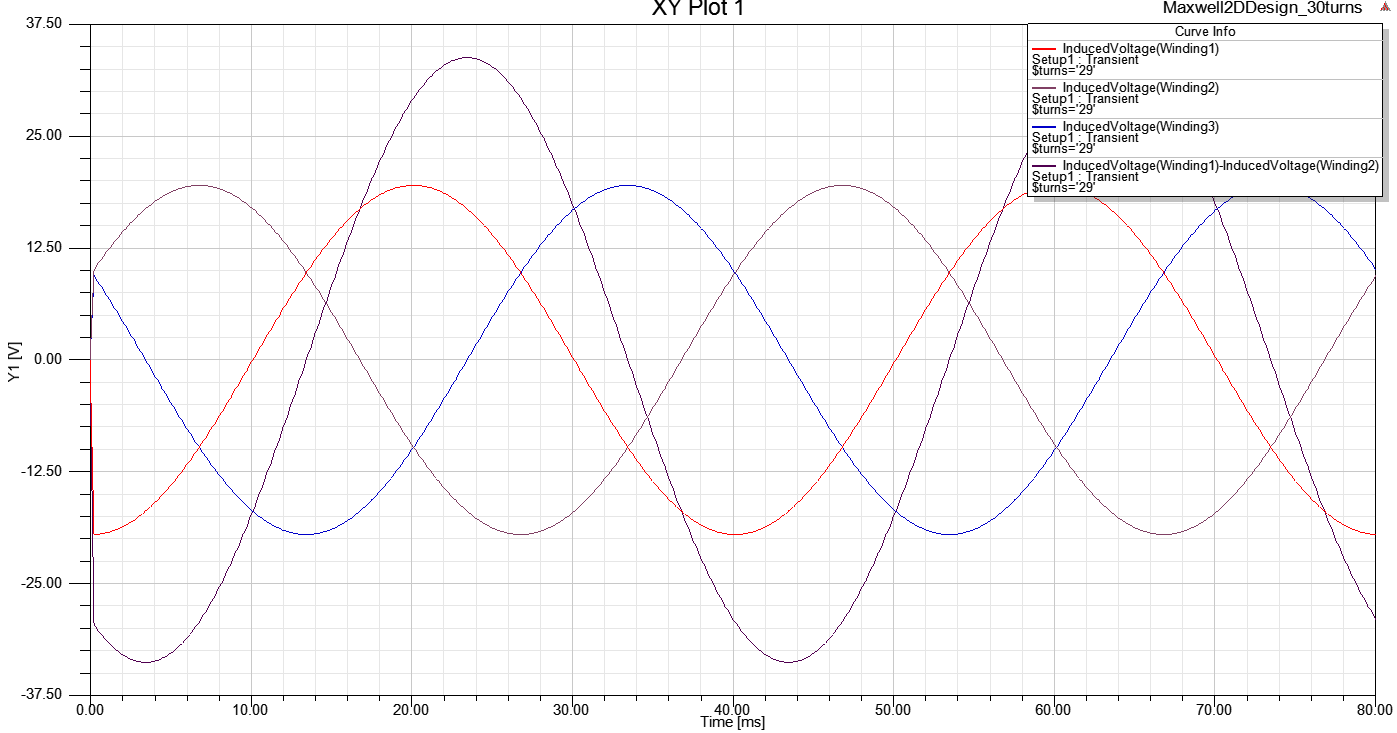 XY Plot 1
Maxwell2DDesign_30turns
Curve Info
InducedVoltage(Winding1)
Setup1 : Transient
$turns='29'
InducedVoltage(Winding2)
Setup1 : Transient
$turns='29'
InducedVoltage(Winding3)
Setup1 : Transient
$turns='29'
InducedVoltage(Winding1)-InducedVoltage(Winding2)
Setup1 : Transient
$turns='29'
Y1 [V]
37.50
25.00
12.50
0.00
-12.50
-25.00
-37.50
0.00 10.00 20.00 30.00 40.00 50.00 60.00 70.00 80.00
Time [ms]